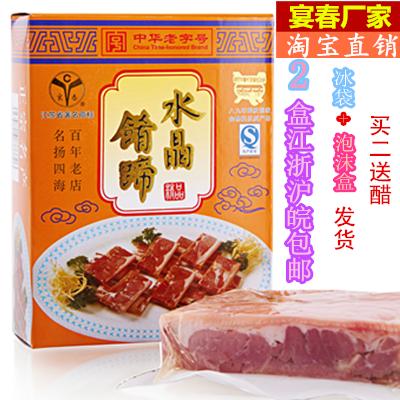 宴春厂家
淘宝直销
中华老字号
China Time-honored Brand
水晶
肴蹄
百年老店
名扬四海
精品
2盒江浙沪皖包邮
冰袋+泡沫盒
发货
买二送醋